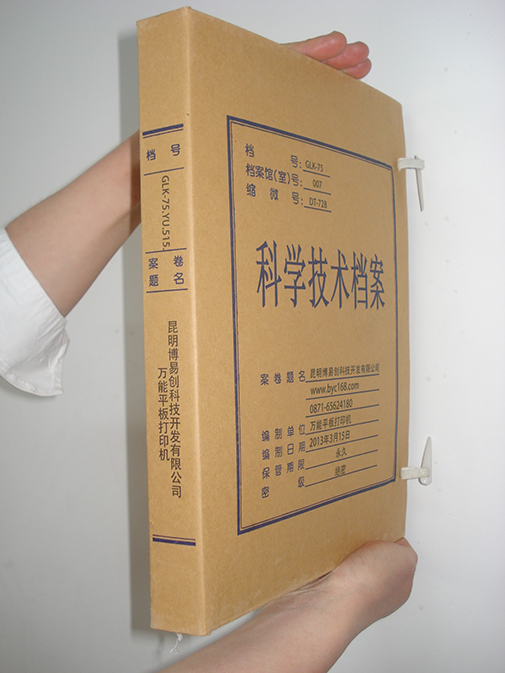 档号
GLK-75.YU.515.
案卷
题名
昆明博易创科技开发有限公司
万能平板打印机
档 号: GLK-75
档案馆(室)号: 007
缩微号: DT-728
科学技术档案
案卷题名 昆明博易创科技开发有限公司
www.byc168.com
0871-65624180
编制单位 万能平板打印机
编制日期 2013年3月15日
保管期限 永久
密级 绝密